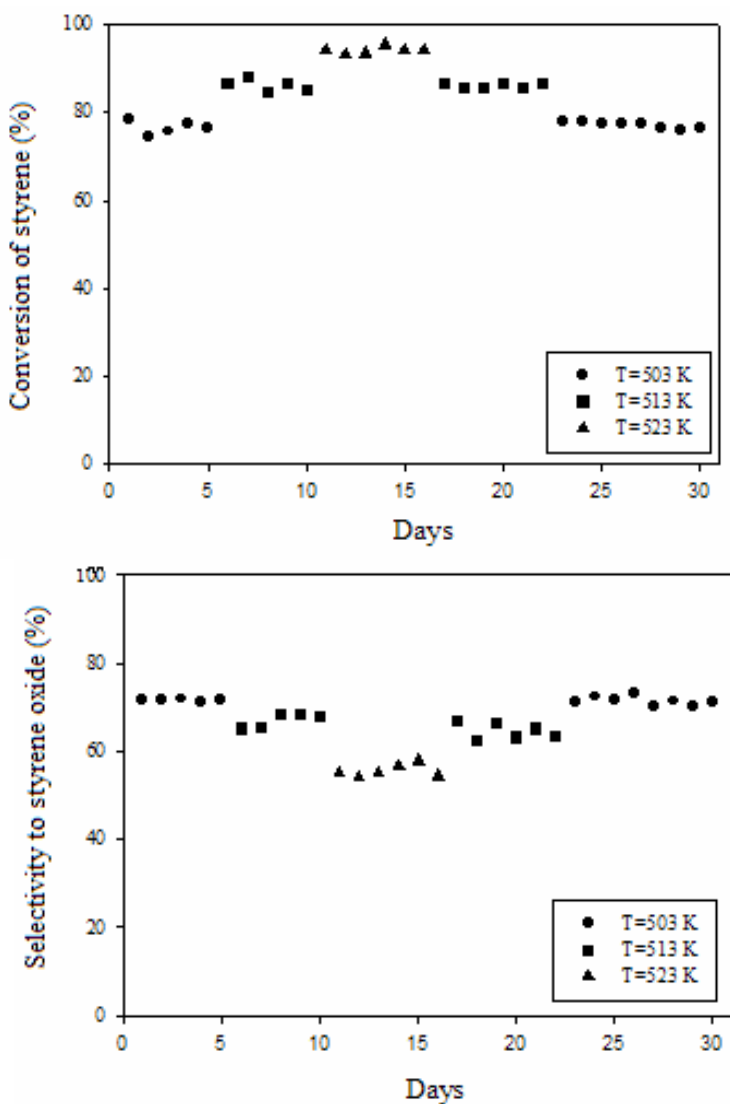 100
80
60
40
20
0
Conversion of styrene (%)
T=503 K
T=513 K
T=523 K
0 5 10 15 20 25 30
Days
100
80
60
40
20
0
Selectivity to styrene oxide (%)
T=503 K
T=513 K
T=523 K
0 5 10 15 20 25 30
Days